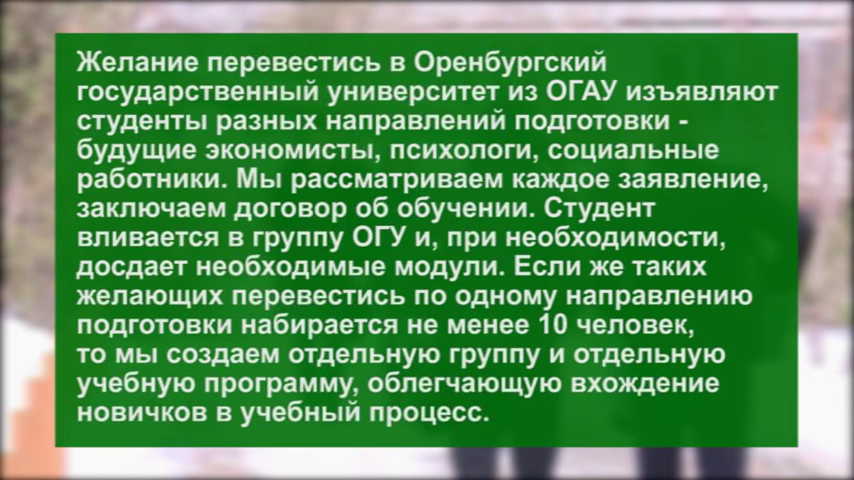 Желание перевестись в Оренбургский
государственный университет из ОГАУ изъявляют
студенты разных направлений подготовки -
будущие экономисты, психологи, социальные
работники. Мы рассматриваем каждое заявление,
заключаем договор об обучении. Студент
вливается в группу ОГУ и, при необходимости,
досдает необходимые модули. Если же таких
желающих перевестись по одному направлению
подготовки набирается не менее 10 человек,
то мы создаем отдельную группу и отдельную
учебную программу, облегчающую вхождение
новичков в учебный процесс.